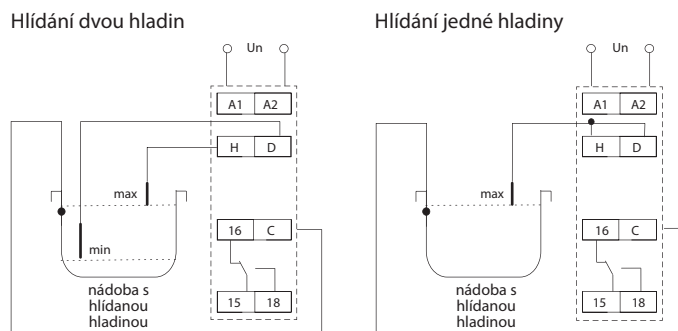 Hlídání dvou hladin
Un
A1 A2
H D
max
min
16 C
15 18
nádoba s
hlídanou
hladinou
Hlídání jedné hladiny
Un
A1 A2
H D
max
16 C
15 18
nádoba s
hlídanou
hladinou